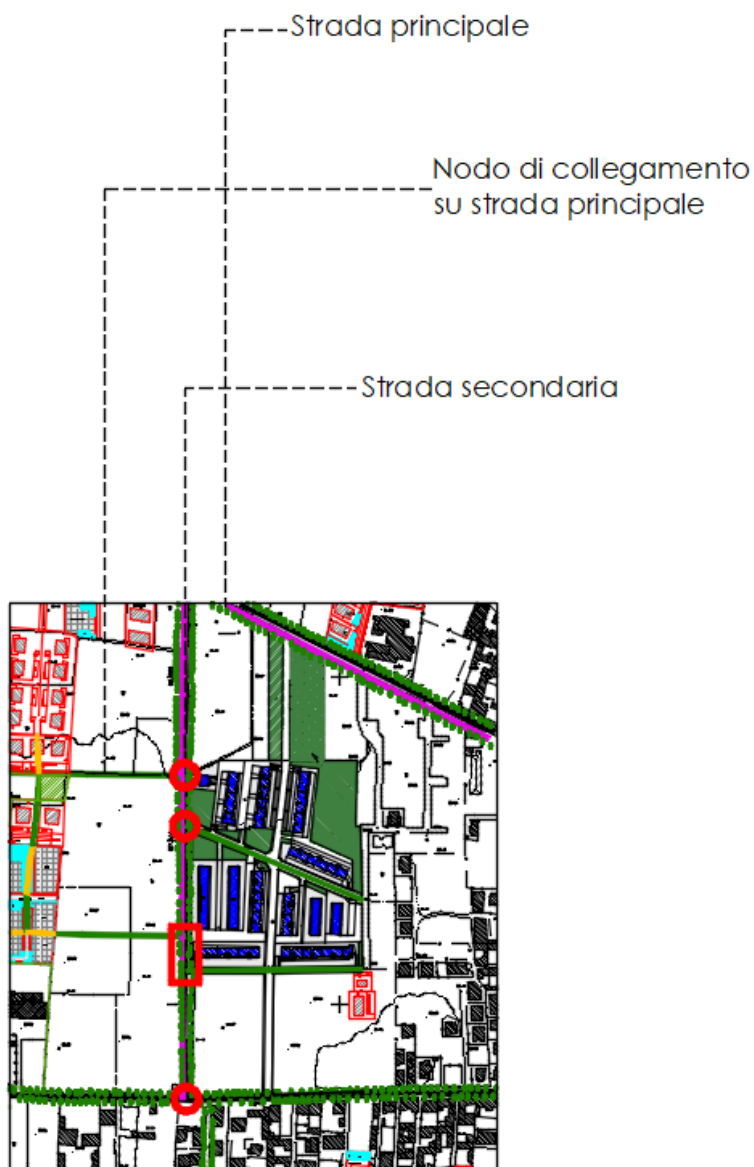 Strada principale
Nodo di collegamento
su strada principale
Strada secondaria